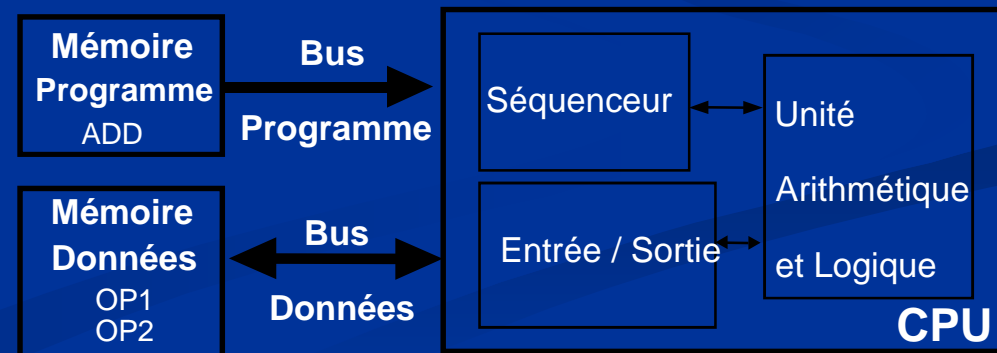 Mémoire
Programme
ADD
Bus
Programme
Mémoire
Données
OP1
OP2
Bus
Données
Séquenceur
Entrée / Sortie
Unité
Arithmétique
et Logique
CPU